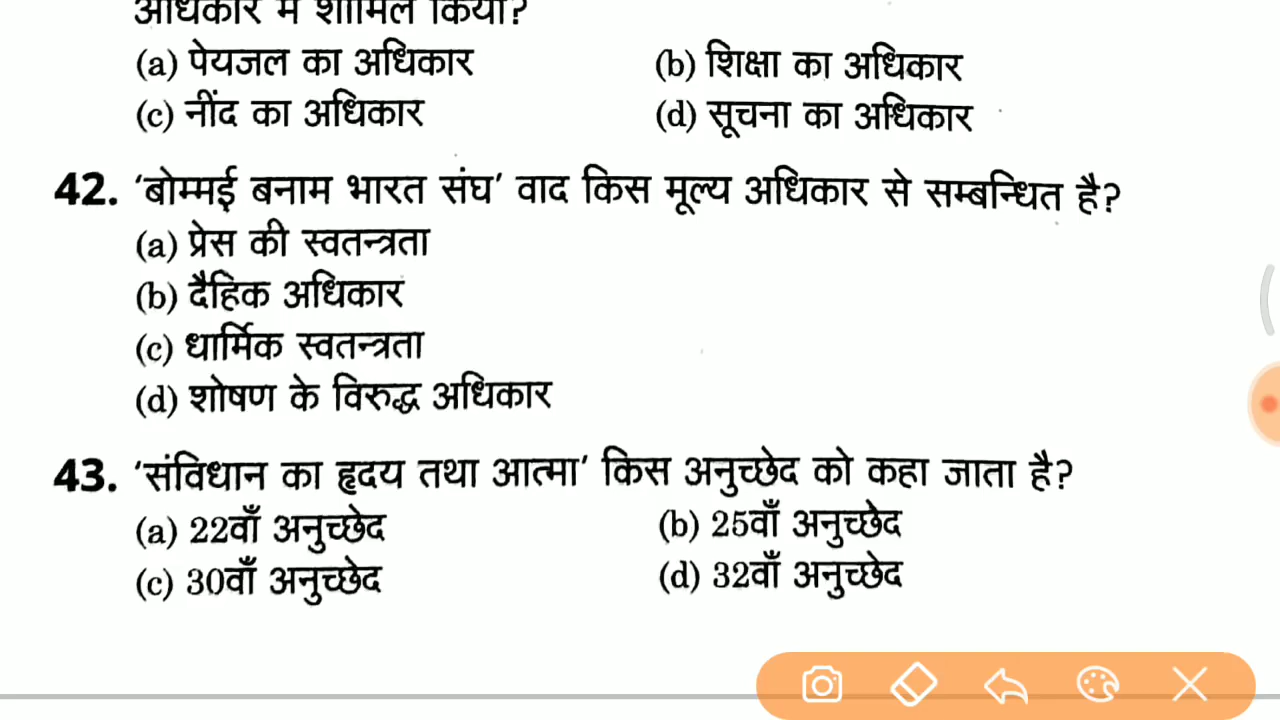 अधिकार में शामिल किया?
(a) पेयजल का अधिकार (b) शिक्षा का अधिकार
(c) नींद का अधिकार (d) सूचना का अधिकार
42. ‘बोम्मई बनाम भारत संघ’ वाद किस मूल्य अधिकार से सम्बन्धित है?
(a) प्रेस की स्वतन्त्रता
(b) दैहिक अधिकार
(c) धार्मिक स्वतन्त्रता
(d) शोषण के विरुद्ध अधिकार
43. ‘संविधान का हृदय तथा आत्मा’ किस अनुच्छेद को कहा जाता है?
(a) 22वाँ अनुच्छेद (b) 25वाँ अनुच्छेद
(c) 30वाँ अनुच्छेद (d) 32वाँ अनुच्छेद